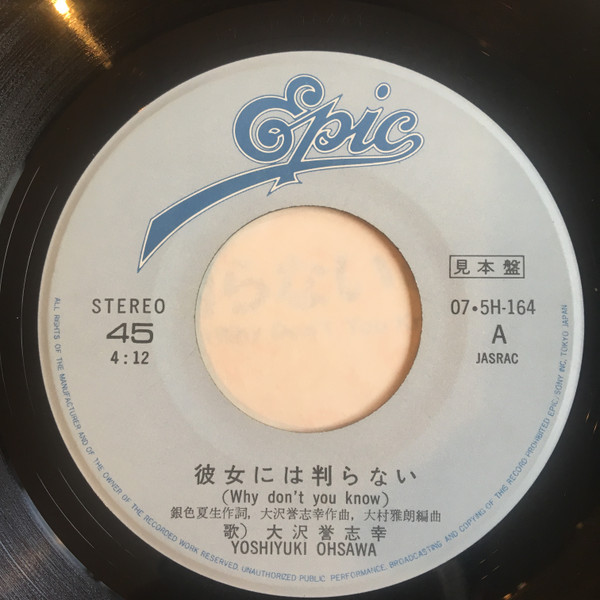 Epic
見本盤
STEREO
45
4:12
07・5H-164
A
JASRAC
彼女には判らない
(Why don't you know)
銀色夏生作詞, 大沢誉志幸作曲, 大村雅朗編曲
歌) 大沢誉志幸
YOSHIYUKI OHSAWA
ALL RIGHTS OF THE MANUFACTURER AND OF THE OWNER OF THE RECORDED WORK RESERVED. UNAUTHORIZED PUBLIC PERFORMANCE, BROADCASTING AND COPYING OF THIS RECORD PROHIBITED EPIC/SONY INC. TOKYO JAPAN